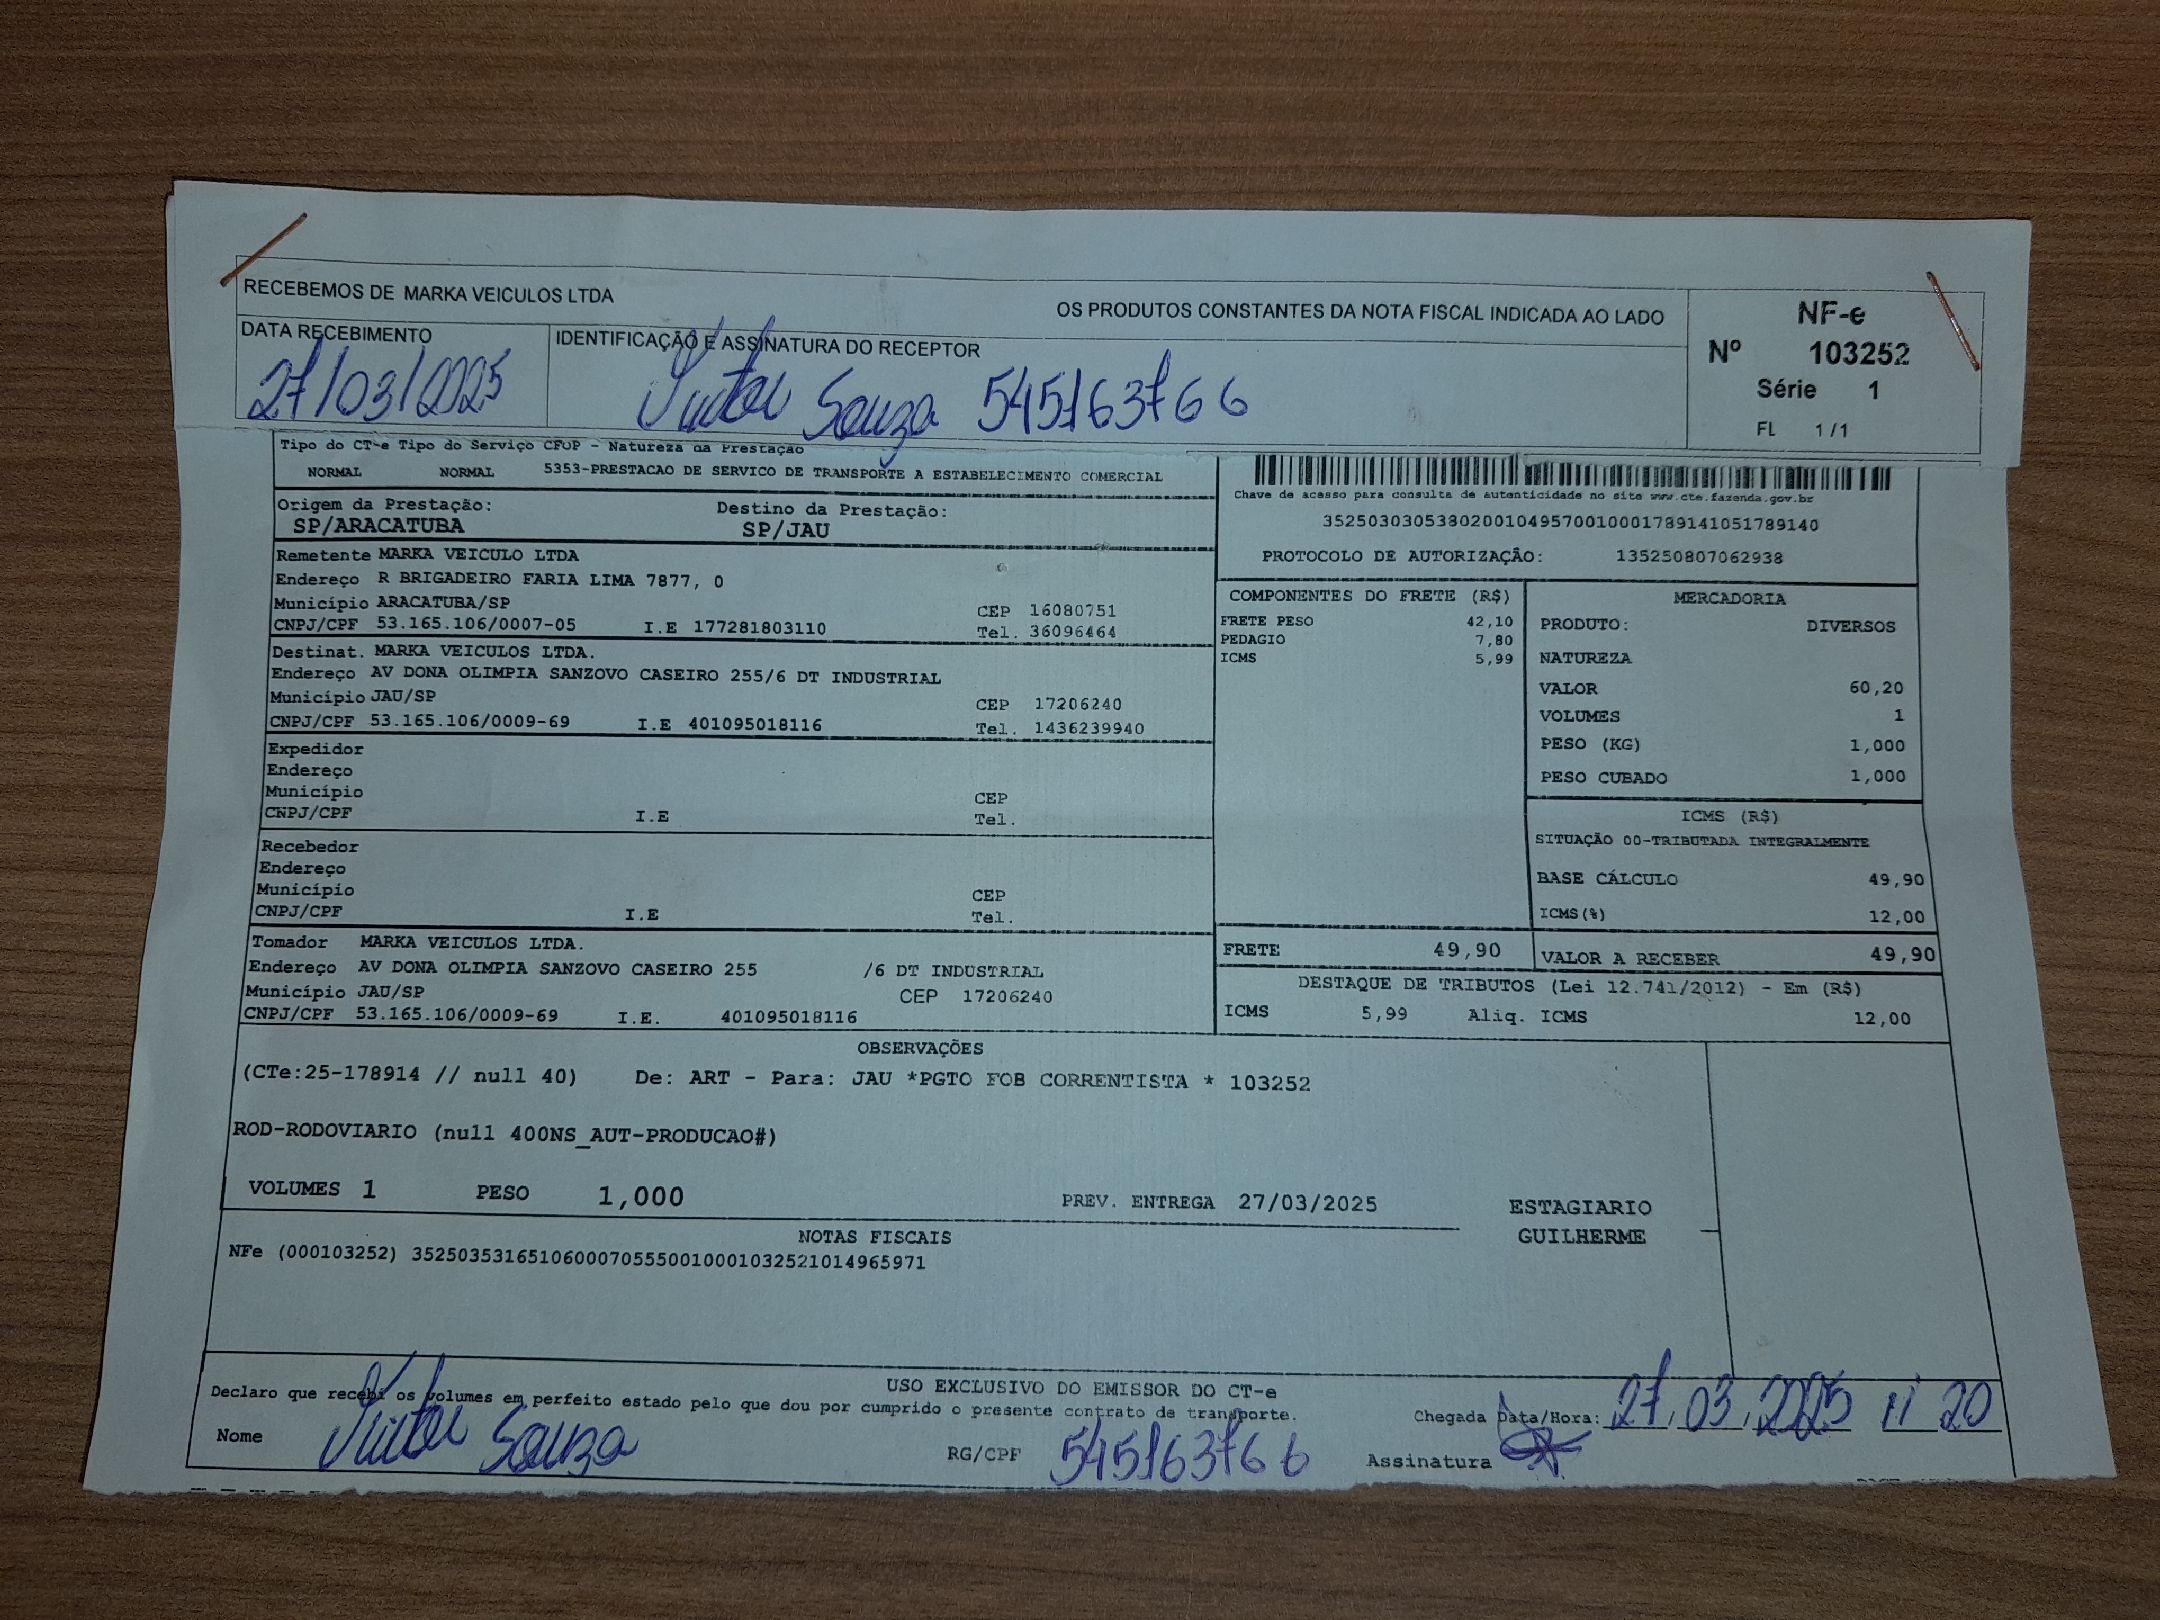 RECEBEMOS DE MARKA VEICULOS LTDA OS PRODUTOS CONSTANTES DA NOTA FISCAL INDICADA AO LADO
NF-e
Nº 103252
Série 1
FL 1/1
DATA RECEBIMENTO
27/03/2025
IDENTIFICAÇÃO E ASSINATURA DO RECEPTOR
Souza 545163766
Tipo do CT-e Tipo do Serviço CFOP - Natureza da Prestação
NORMAL NORMAL 5353-PRESTACAO DE SERVICO DE TRANSPORTE A ESTABELECIMENTO COMERCIAL
Chave de acesso para consulta de autenticidade no site www.cte.fazenda.gov.br
35250303053802001049570010001789141051789140
PROTOCOLO DE AUTORIZAÇÃO: 135250807062938
Origem da Prestação: Destino da Prestação:
SP/ARACATUBA SP/JAU
Remetente MARKA VEICULO LTDA
Endereço R BRIGADEIRO FARIA LIMA 7877, 0
Município ARACATUBA/SP CEP 16080751
CNPJ/CPF 53.165.106/0007-05 I.E 177281803110 Tel. 36096464
Destinat. MARKA VEICULOS LTDA.
Endereço AV DONA OLIMPIA SANZOVO CASEIRO 255/6 DT INDUSTRIAL
Município JAU/SP CEP 17206240
CNPJ/CPF 53.165.106/0009-69 I.E 401095018116 Tel. 1436239940
Expedidor
Endereço
Município CEP
CNPJ/CPF I.E Tel.
Recebedor
Endereço
Município CEP
CNPJ/CPF I.E Tel.
Tomador MARKA VEICULOS LTDA.
Endereço AV DONA OLIMPIA SANZOVO CASEIRO 255 /6 DT INDUSTRIAL
Município JAU/SP CEP 17206240
CNPJ/CPF 53.165.106/0009-69 I.E. 401095018116
COMPONENTES DO FRETE (R$)
FRETE PESO 42,10
PEDAGIO 7,80
ICMS 5,99
MERCADORIA
PRODUTO: DIVERSOS
NATUREZA
VALOR 60,20
VOLUMES 1
PESO (KG) 1,000
PESO CUBADO 1,000
ICMS (R$)
SITUAÇÃO 00-TRIBUTADA INTEGRALMENTE
BASE CÁLCULO 49,90
ICMS(%) 12,00
FRETE 49,90 VALOR A RECEBER 49,90
DESTAQUE DE TRIBUTOS (Lei 12.741/2012) - Em (R$)
ICMS 5,99 Aliq. ICMS 12,00
OBSERVAÇÕES
(CTe:25-178914 // null 40) De: ART - Para: JAU *PGTO FOB CORRENTISTA * 103252
ROD-RODOVIARIO (null 400NS_AUT-PRODUCAO#)
VOLUMES 1 PESO 1,000 PREV. ENTREGA 27/03/2025 ESTAGIARIO
GUILHERME
NOTAS FISCAIS
NFe (000103252) 35250353165106000705550010001032521014965971
USO EXCLUSIVO DO EMISSOR DO CT-e
Declaro que recebi os volumes em perfeito estado pelo que dou por cumprido o presente contrato de transporte.
Chegada Data/Hora: 27.03.2025 11 20
Nome Souza RG/CPF 545163766 Assinatura